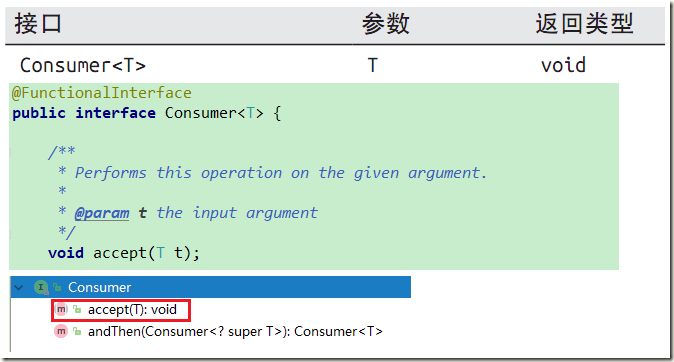 接口 参数 返回类型
Consumer<T> T void
@FunctionalInterface
public interface Consumer<T> {
/**
* Performs this operation on the given argument.
*
* @param t the input argument
*/
void accept(T t);
I Consumer
m accept(T): void
m andThen(Consumer<? super T>): Consumer<T>